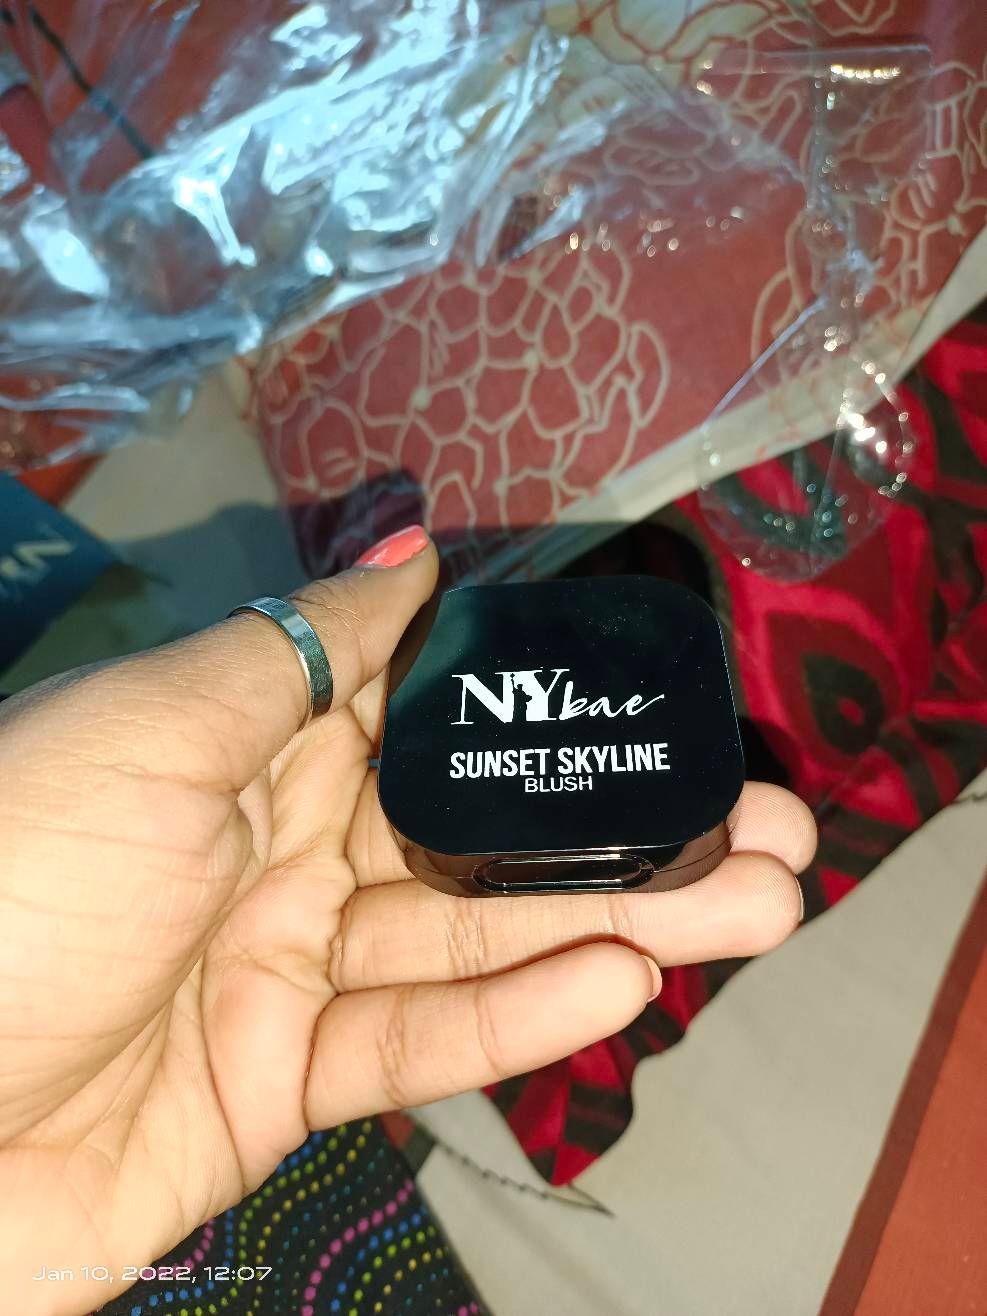 NYbae
SUNSET SKYLINE
BLUSH
Jan 10, 2022, 12:07